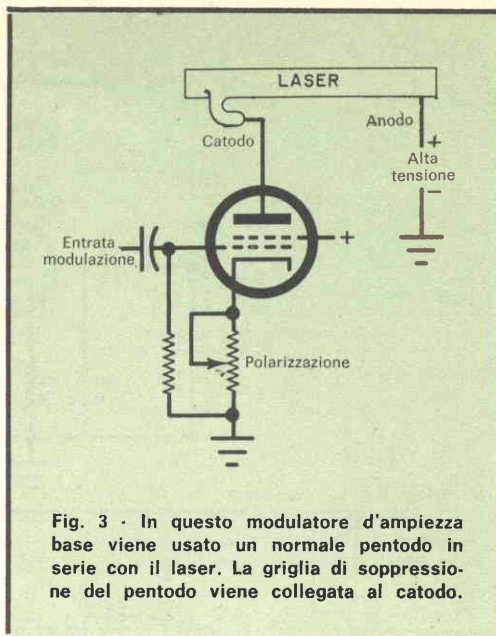 LASER
Catodo
Anodo
+
Alta
tensione
−
Entrata
modulazione
+
Polarizzazione
Fig. 3 - In questo modulatore d'ampiezza
base viene usato un normale pentodo in
serie con il laser. La griglia di soppressio-
ne del pentodo viene collegata al catodo.